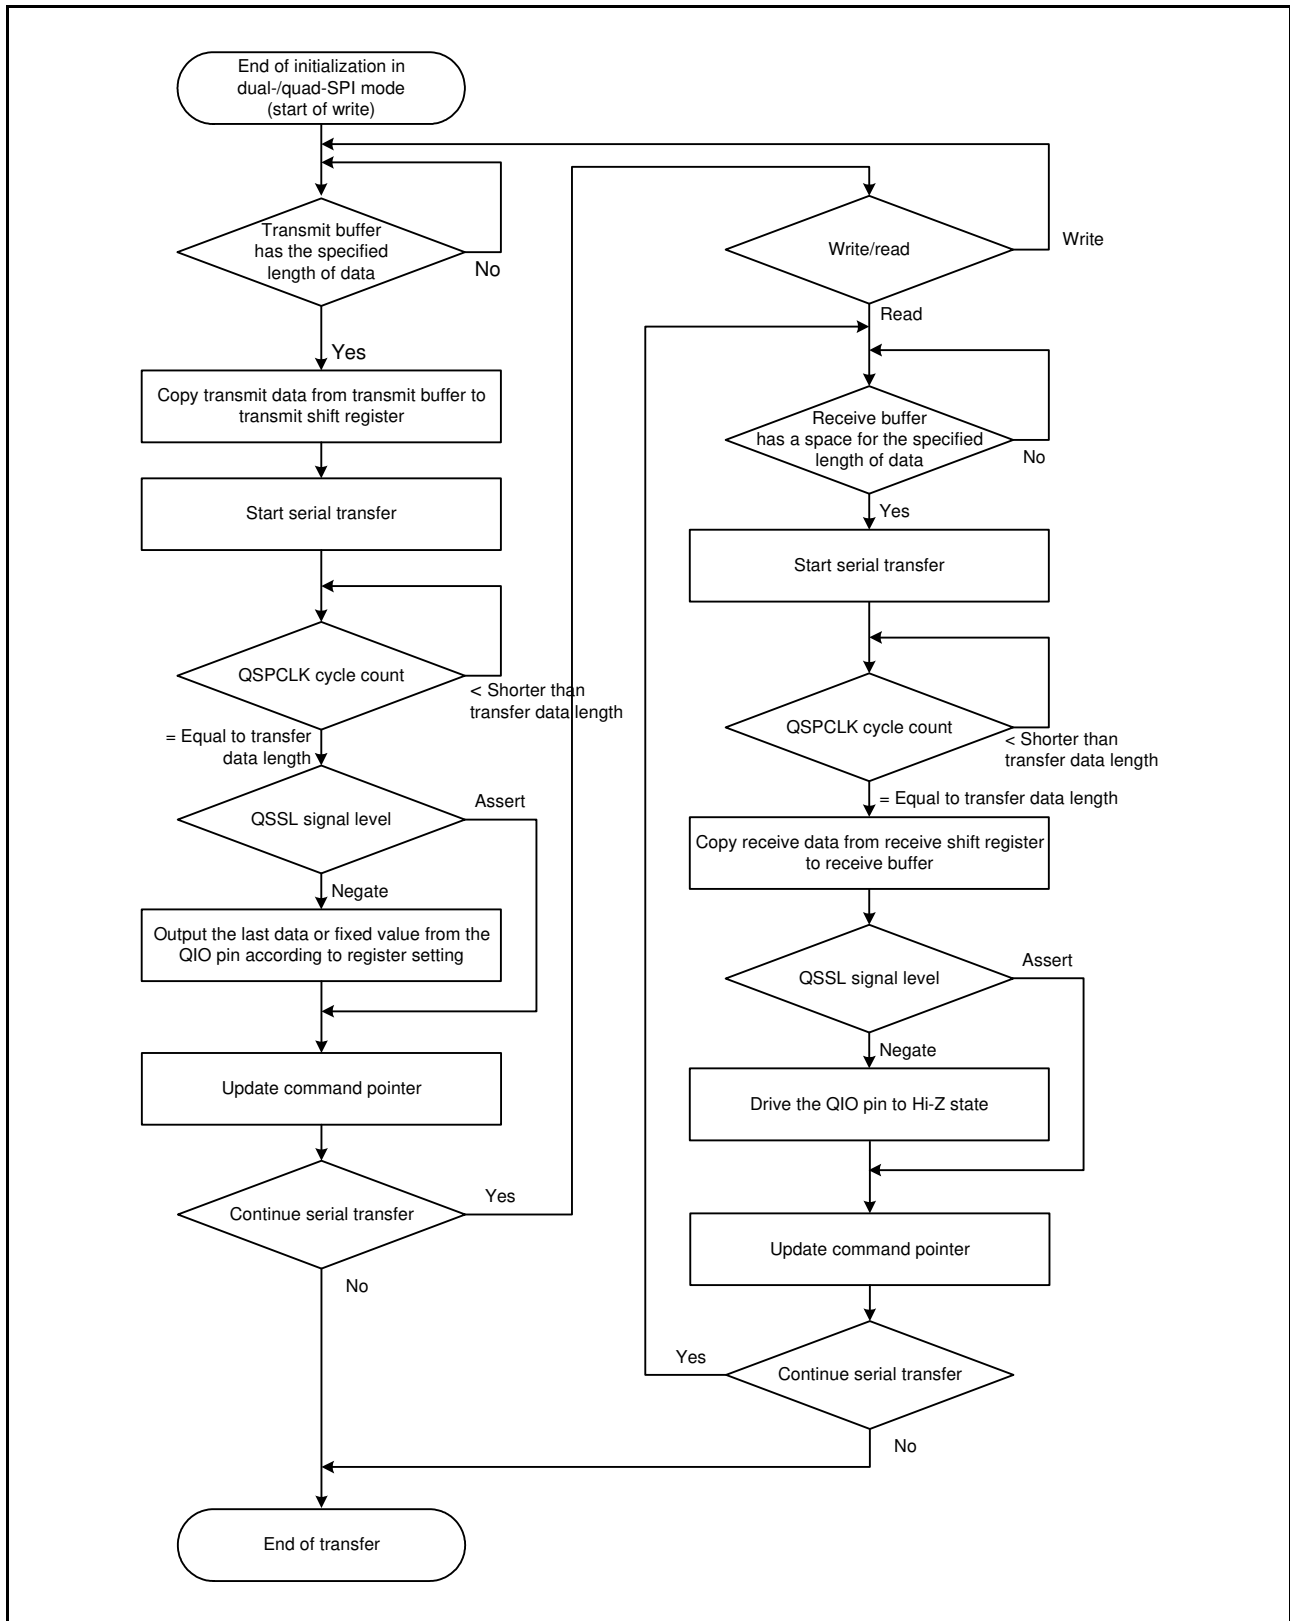 End of initialization in
dual-/quad-SPI mode
(start of write)
Transmit buffer
has the specified
length of data
No
Yes
Copy transmit data from transmit buffer to
transmit shift register
Start serial transfer
QSPCLK cycle count
< Shorter than
transfer data length
= Equal to transfer
data length
QSSL signal level
Assert
Negate
Output the last data or fixed value from the
QIO pin according to register setting
Update command pointer
Continue serial transfer
Yes
No
End of transfer
Write/read
Write
Read
Receive buffer
has a space for the specified
length of data
No
Yes
Start serial transfer
QSPCLK cycle count
< Shorter than
transfer data length
= Equal to transfer data length
Copy receive data from receive shift register
to receive buffer
QSSL signal level
Assert
Negate
Drive the QIO pin to Hi-Z state
Update command pointer
Yes
Continue serial transfer
No